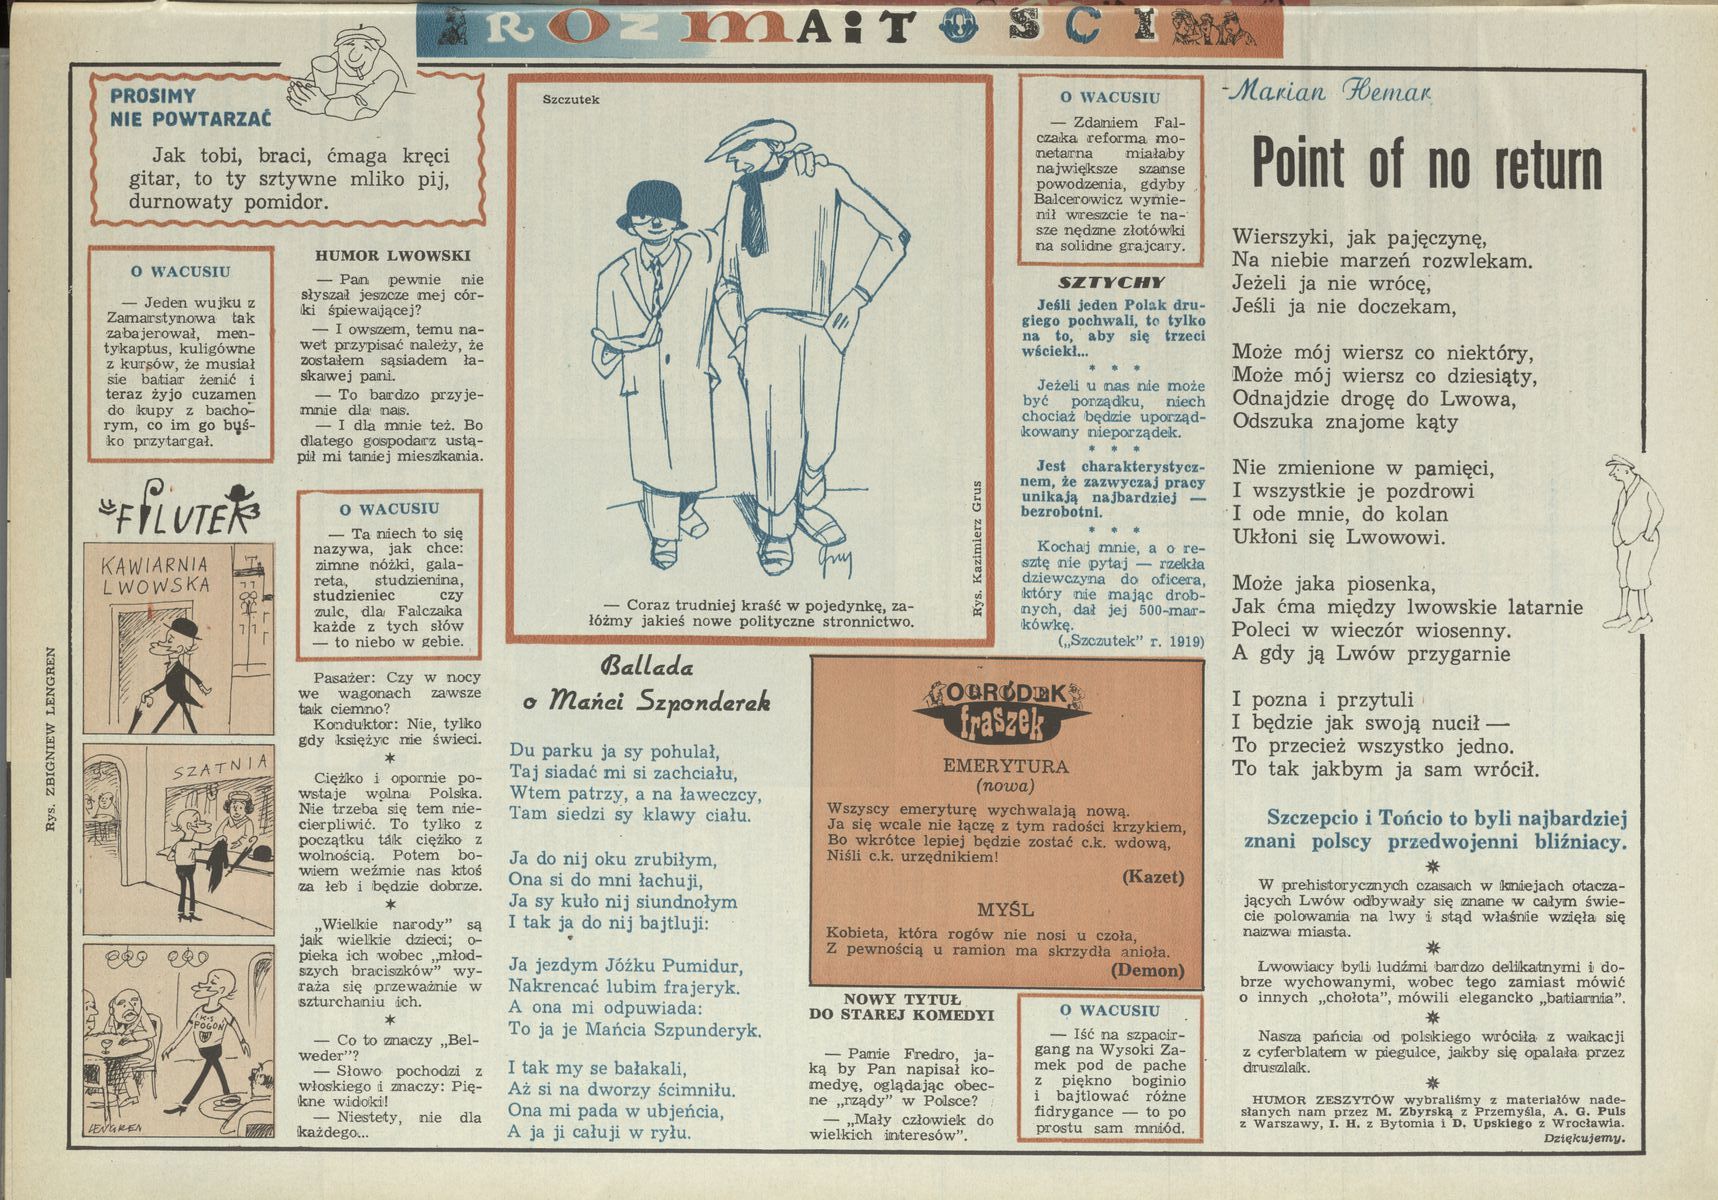 ROZMAITOŚCI
PROSIMY
NIE POWTARZAĆ
Jak tobi, braci, ćmaga kręci
gitar, to ty sztywne mliko pij,
durnowaty pomidor.
O WACUSIU
— Jeden wujku z
Zamarstynowa tak
zabajerował, men-
tykaptus, kuligówne
z kursów, że musiał
sie batiar żenić i
teraz żyjo cuzamen
do kupy z bacho-
rym, co im go buś-
ko przytargał.
HUMOR LWOWSKI
— Pan pewnie nie
słyszał jeszcze mej cór-
ki śpiewającej?
— I owszem, temu na-
wet przypisać należy, że
zostałem sąsiadem ła-
skawej pani.
— To bardzo przyje-
mnie dla nas.
— I dla mnie też. Bo
dlatego gospodarz ustą-
pił mi taniej mieszkania.
FILUTEK
KAWIARNIA
LWOWSKA
SZATNIA
I K-S
POGOŃ
LENGREN
Rys. ZBIGNIEW LENGREN
O WACUSIU
— Ta niech to się
nazywa, jak chce:
zimne nóżki, gala-
reta, studzienina,
studzieniec czy
zulc, dla Falczaka
każde z tych słów
— to niebo w gębie.
Pasażer: Czy w nocy
we wagonach zawsze
tak ciemno?
Konduktor: Nie, tylko
gdy księżyc nie świeci.
*
Ciężko i opornie po-
wstaje wolna Polska.
Nie trzeba się tem nie-
cierpliwić. To tylko z
początku tak ciężko z
wolnością. Potem bo-
wiem weźmie nas ktoś
za łeb i będzie dobrze.
*
„Wielkie narody” są
jak wielkie dzieci; o-
pieka ich wobec „młod-
szych braciszków” wy-
raża się przeważnie w
szturchaniu ich.
*
— Co to znaczy „Bel-
weder”?
— Słowo pochodzi z
włoskiego i znaczy: Pię-
kne widoki!
— Niestety, nie dla
każdego...
Szczutek
Grus
Rys. Kazimierz Grus
— Coraz trudniej kraść w pojedynkę, za-
łóżmy jakieś nowe polityczne stronnictwo.
Ballada
o Mańci Szponderek
Du parku ja sy pohulał,
Taj siadać mi si zachciału,
Wtem patrzy, a na ławeczcy,
Tam siedzi sy klawy ciału.
Ja do nij oku zrubiłym,
Ona si do mni łachuji,
Ja sy kuło nij siundnołym
I tak ja do nij bajtluji:
Ja jezdym Jóżku Pumidur,
Nakrencać lubim frajeryk.
A ona mi odpuwiada:
To ja je Mańcia Szpunderyk.
I tak my se bałakali,
Aż si na dworzy ścimniłu.
Ona mi pada w ubjeńcia,
A ja ji całuji w ryłu.
O WACUSIU
— Zdaniem Fal-
czaka reforma mo-
netarna miałaby
największe szanse
powodzenia, gdyby
Balcerowicz wymie-
nił wreszcie te na-
sze nędzne złotówki
na solidne grajcary.
SZTYCHY
Jeśli jeden Polak dru-
giego pochwali, to tylko
na to, aby się trzeci
wściekł...
* * *
Jeżeli u nas nie może
być porządku, niech
chociaż będzie uporząd-
kowany nieporządek.
* * *
Jest charakterystycz-
nem, że zazwyczaj pracy
unikają najbardziej —
bezrobotni.
* * *
Kochaj mnie, a o re-
sztę nie pytaj — rzekła
dziewczyna do oficera,
który nie mając drob-
nych, dał jej 500-mar-
kówkę.
(„Szczutek” r. 1919)
OGRÓDEK
fraszek
EMERYTURA
(nowa)
Wszyscy emeryturę wychwalają nową.
Ja się wcale nie łączę z tym radości krzykiem,
Bo wkrótce lepiej będzie zostać c.k. wdową,
Niśli c.k. urzędnikiem!
(Kazet)
MYŚL
Kobieta, która rogów nie nosi u czoła,
Z pewnością u ramion ma skrzydła anioła.
(Demon)
NOWY TYTUŁ
DO STAREJ KOMEDYI
— Panie Fredro, ja-
ką by Pan napisał ko-
medyę, oglądając obec-
ne „rządy” w Polsce?
— „Mały człowiek do
wielkich interesów”.
O WACUSIU
— Iść na szpacir-
gang na Wysoki Za-
mek pod de pache
z piękno boginio
i bajtlować różne
fidrygance — to po
prostu sam mniód.
Marian Hemar
Point of no return
Wierszyki, jak pajęczynę,
Na niebie marzeń rozwlekam.
Jeżeli ja nie wrócę,
Jeśli ja nie doczekam,
Może mój wiersz co niektóry,
Może mój wiersz co dziesiąty,
Odnajdzie drogę do Lwowa,
Odszuka znajome kąty
Nie zmienione w pamięci,
I wszystkie je pozdrowi
I ode mnie, do kolan
Ukłoni się Lwowowi.
Może jaka piosenka,
Jak ćma między lwowskie latarnie
Poleci w wieczór wiosenny.
A gdy ją Lwów przygarnie
I pozna i przytuli
I będzie jak swoją nucił —
To przecież wszystko jedno.
To tak jakbym ja sam wrócił.
Szczepcio i Tońcio to byli najbardziej
znani polscy przedwojenni bliźniacy.
*
W prehistorycznych czasach w kniejach otacza-
jących Lwów odbywały się znane w całym świe-
cie polowania na lwy i stąd właśnie wzięła się
nazwa miasta.
*
Lwowiacy byli ludźmi bardzo delikatnymi i do-
brze wychowanymi, wobec tego zamiast mówić
o innych „chołota”, mówili elegancko „batiarnia”.
*
Nasza pańcia od polskiego wróciła z wakacji
z cyferblatem w piegulce, jakby się opalała przez
druszlak.
*
HUMOR ZESZYTÓW wybraliśmy z materiałów nade-
słanych nam przez M. Zbyrską z Przemyśla, A. G. Puls
z Warszawy, I. H. z Bytomia i D. Upskiego z Wrocławia.
Dziękujemy.